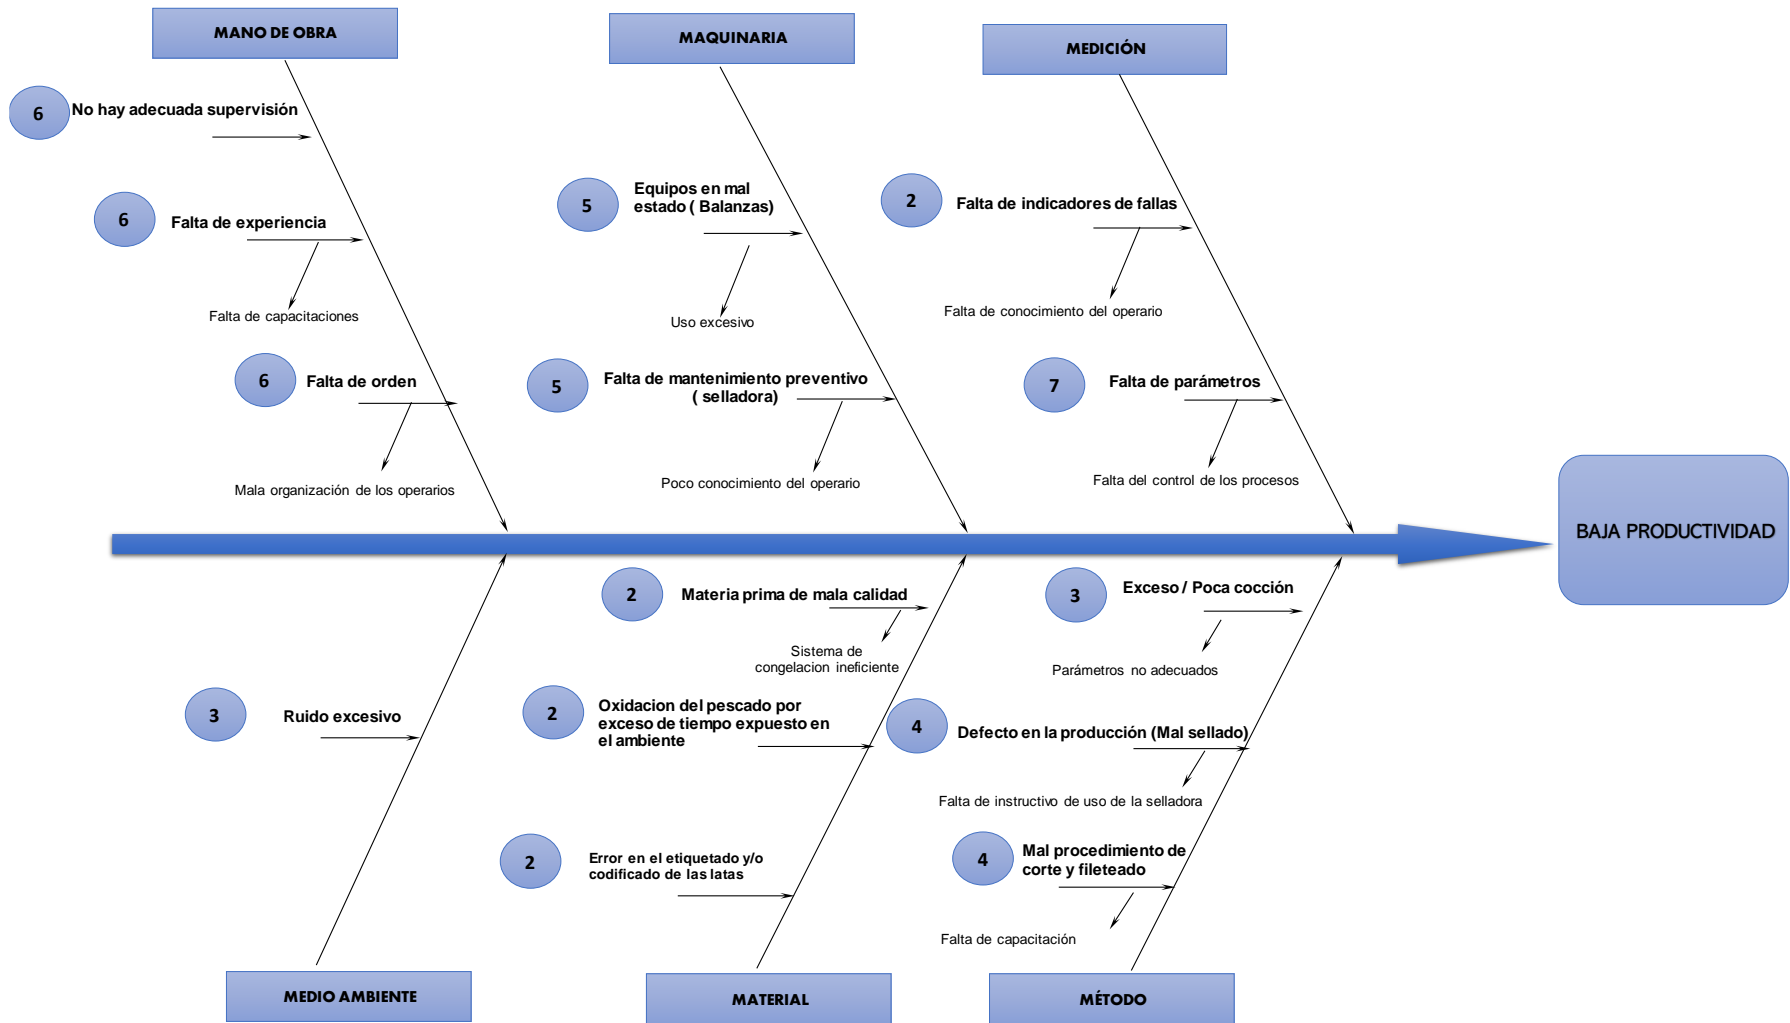 MANO DE OBRA
MAQUINARIA
MEDICIÓN
6
No hay adecuada supervisión
6
Falta de experiencia
Falta de capacitaciones
6
Falta de orden
Mala organización de los operarios
5
Equipos en mal
estado ( Balanzas)
Uso excesivo
5
Falta de mantenimiento preventivo
( selladora)
Poco conocimiento del operario
2
Falta de indicadores de fallas
Falta de conocimiento del operario
7
Falta de parámetros
Falta del control de los procesos
BAJA PRODUCTIVIDAD
3
Ruido excesivo
2
Materia prima de mala calidad
Sistema de
congelacion ineficiente
2
Oxidacion del pescado por
exceso de tiempo expuesto en
el ambiente
2
Error en el etiquetado y/o
codificado de las latas
3
Exceso / Poca cocción
Parámetros no adecuados
4
Defecto en la producción (Mal sellado)
Falta de instructivo de uso de la selladora
4
Mal procedimiento de
corte y fileteado
Falta de capacitación
MEDIO AMBIENTE
MATERIAL
MÉTODO